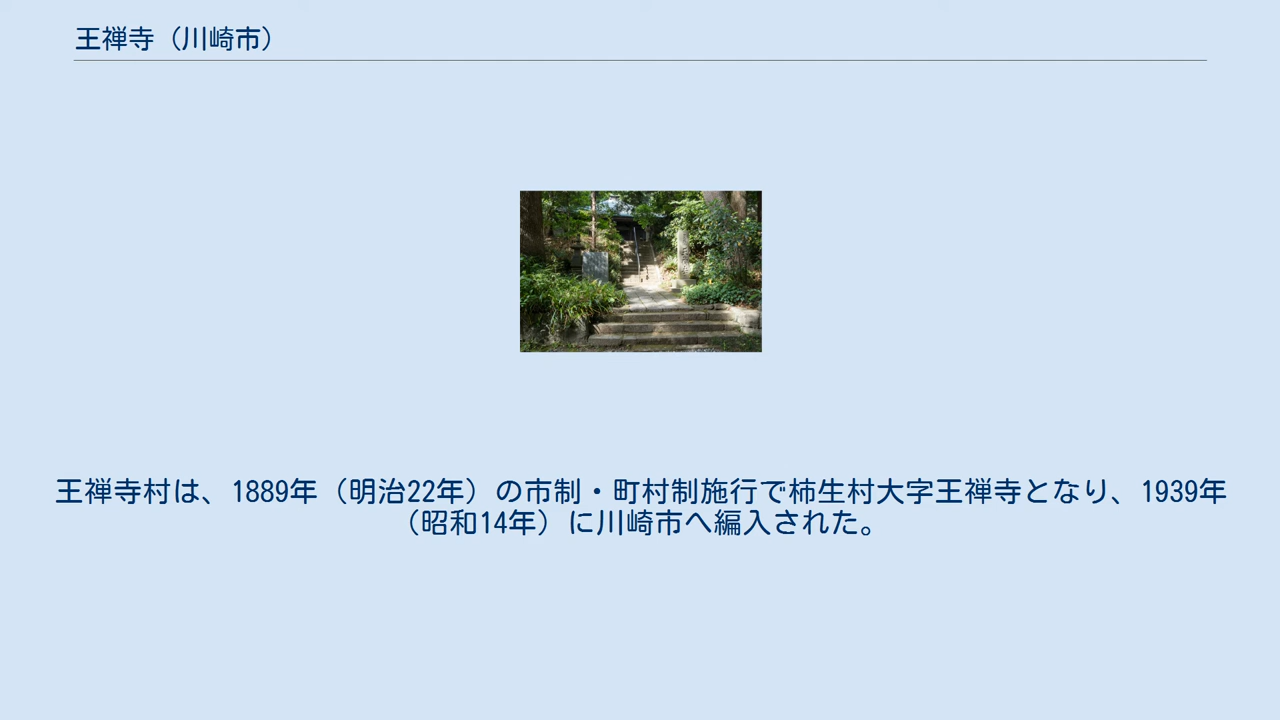 王禅寺（川崎市）
王禅寺村は、1889年（明治22年）の市制・町村制施行で柿生村大字王禅寺となり、1939年
（昭和14年）に川崎市へ編入された。